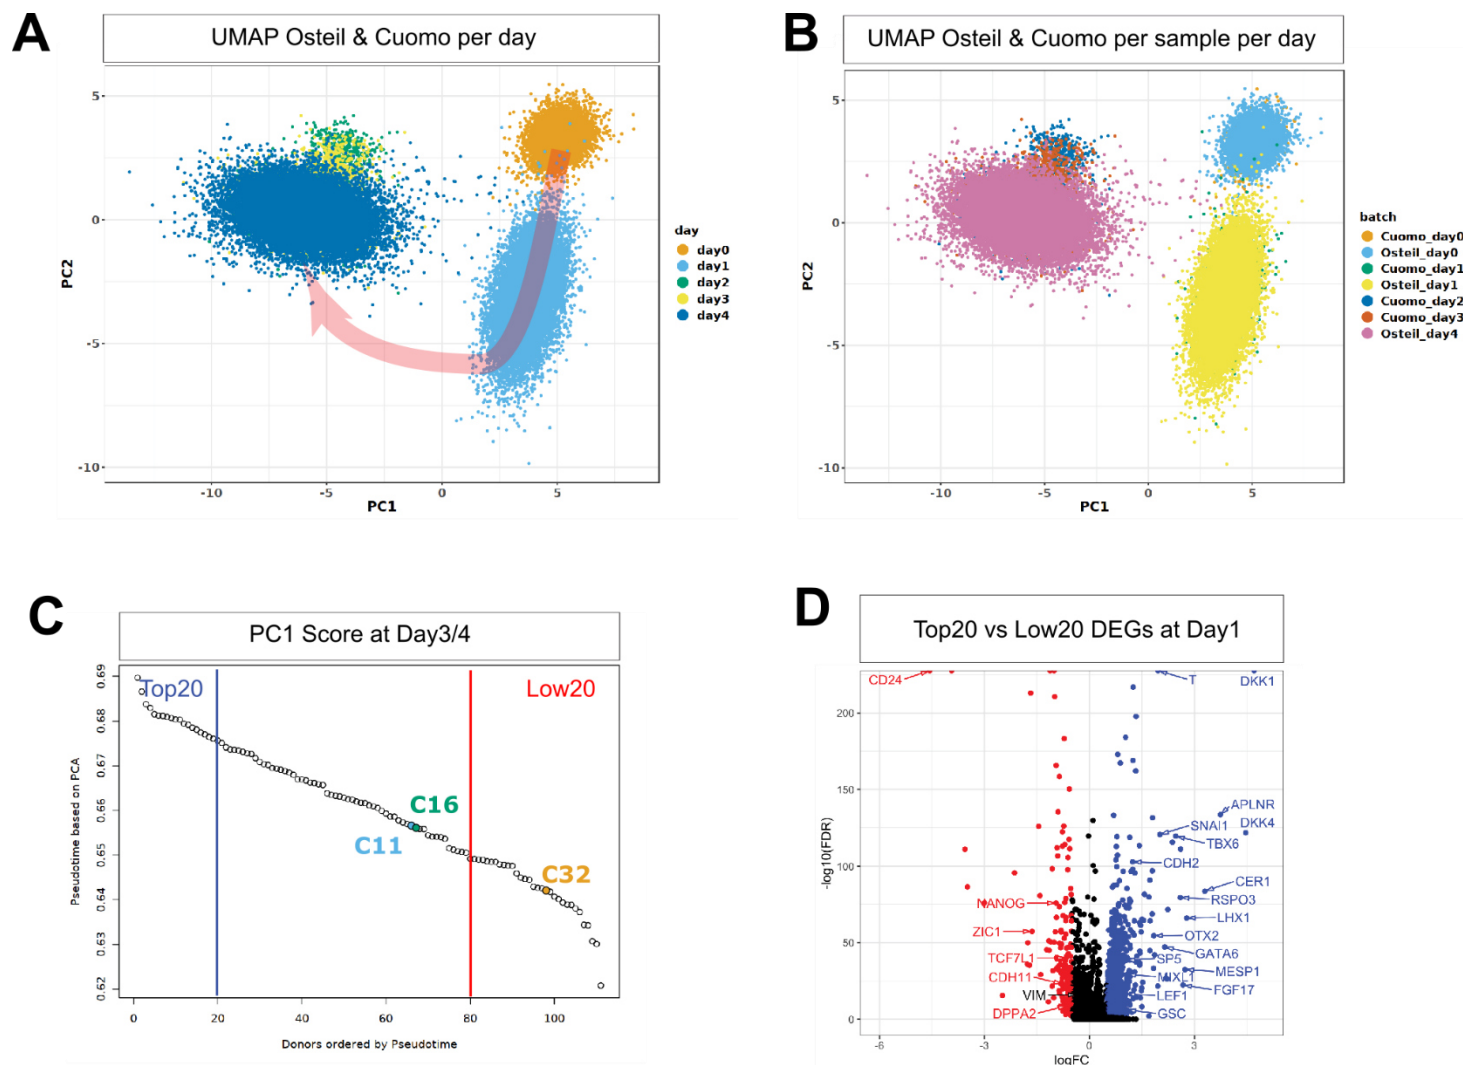 A
UMAP Osteil & Cuomo per day
5
0
-5
-10
PC2
-10
-5
0
5
PC1
day
day0
day1
day2
day3
day4
B
UMAP Osteil & Cuomo per sample per day
5
0
-5
-10
PC2
-10
-5
0
5
PC1
batch
Cuomo_day0
Osteil_day0
Cuomo_day1
Osteil_day1
Cuomo_day2
Cuomo_day3
Osteil_day4
C
PC1 Score at Day3/4
Top20
Low20
0.69
0.68
0.67
0.66
0.65
0.64
0.63
0.62
Pseudotime based on PCA
C16
C11
C32
0
20
40
60
80
100
Donors ordered by Pseudotime
D
Top20 vs Low20 DEGs at Day1
CD24
T
DKK1
200
150
100
50
0
-log10(FDR)
APLNR
SNAI1
DKK4
TBX6
CDH2
CER1
NANOG
RSPO3
LHX1
ZIC1
OTX2
GATA6
TCF7L1
SP5
MESP1
CDH11
MIXL1
FGF17
VIM
LEF1
DPPA2
GSC
-6
-3
0
3
logFC